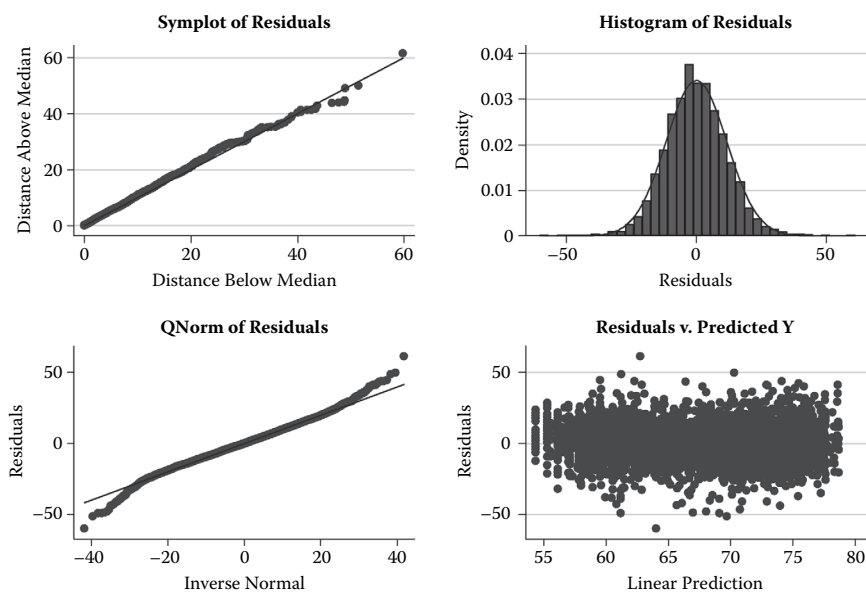 Symplot of Residuals
60
40
20
0
Distance Above Median
0 20 40 60
Distance Below Median
Histogram of Residuals
0.04
0.03
0.02
0.01
0
Density
−50 0 50
Residuals
QNorm of Residuals
50
0
−50
Residuals
−40 −20 0 20 40
Inverse Normal
Residuals v. Predicted Y
50
0
−50
Residuals
55 60 65 70 75 80
Linear Prediction